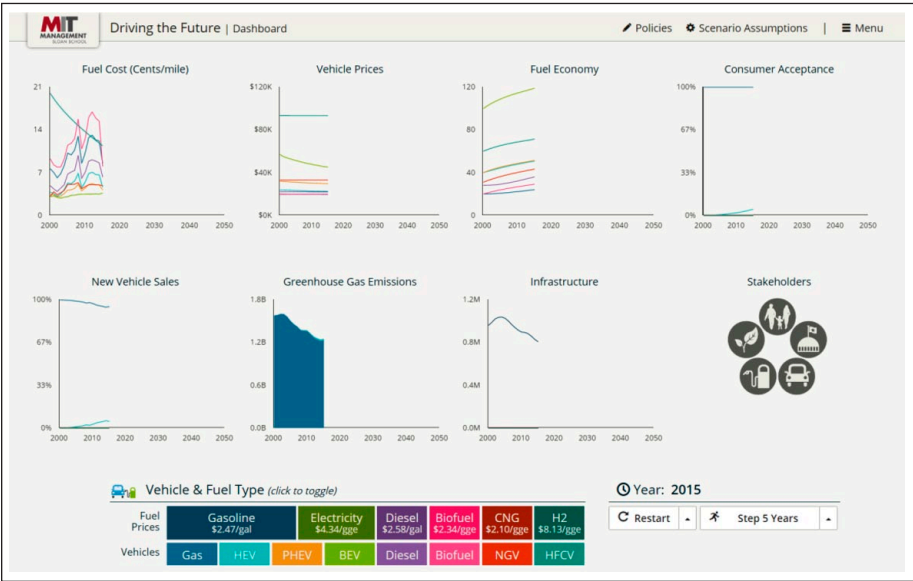 MIT
MANAGEMENT
SLOAN SCHOOL
Driving the Future | Dashboard
Policies
Scenario Assumptions
|
Menu
Fuel Cost (Cents/mile)
21
14
7
0
2000 2010 2020 2030 2040 2050
Vehicle Prices
$120K
$80K
$40K
$0K
2000 2010 2020 2030 2040 2050
Fuel Economy
120
80
40
0
2000 2010 2020 2030 2040 2050
Consumer Acceptance
100%
67%
33%
0%
2000 2010 2020 2030 2040 2050
New Vehicle Sales
100%
67%
33%
0%
2000 2010 2020 2030 2040 2050
Greenhouse Gas Emissions
1.8B
1.2B
0.6B
0.0B
2000 2010 2020 2030 2040 2050
Infrastructure
1.2M
0.8M
0.4M
0.0M
2000 2010 2020 2030 2040 2050
Stakeholders
Vehicle & Fuel Type (click to toggle)
Fuel
Prices
Gasoline
$2.47/gal
Electricity
$4.34/gge
Diesel
$2.58/gal
Biofuel
$2.34/gge
CNG
$2.10/gge
H2
$8.13/gge
Vehicles
Gas
HEV
PHEV
BEV
Diesel
Biofuel
NGV
HFCV
Year: 2015
Restart
Step 5 Years